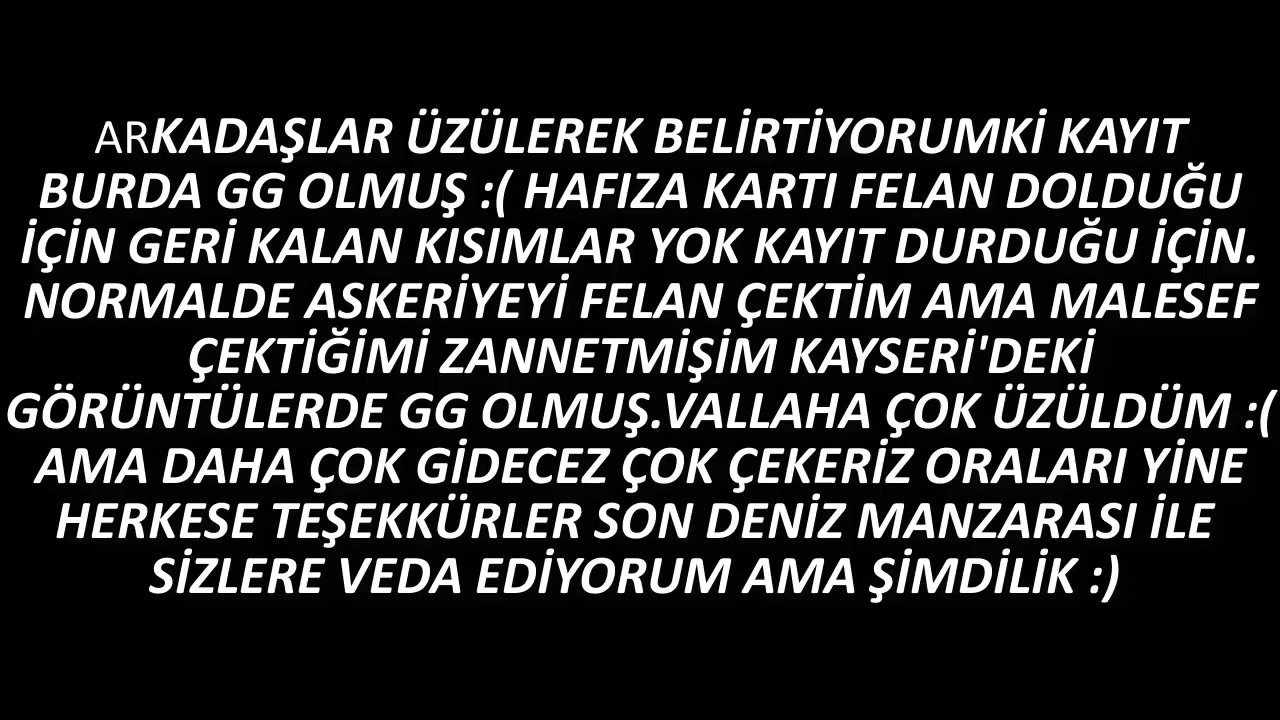 ARKADAŞLAR ÜZÜLEREK BELİRTİYORUMKİ KAYIT
BURDA GG OLMUŞ :( HAFIZA KARTI FELAN DOLDUĞU
İÇİN GERİ KALAN KISIMLAR YOK KAYIT DURDUĞU İÇİN.
NORMALDE ASKERİYEYİ FELAN ÇEKTİM AMA MALESEF
ÇEKTİĞİMİ ZANNETMİŞİM KAYSERİ'DEKİ
GÖRÜNTÜLERDE GG OLMUŞ.VALLAHA ÇOK ÜZÜLDÜM :(
AMA DAHA ÇOK GİDECEZ ÇOK ÇEKERİZ ORALARI YİNE
HERKESE TEŞEKKÜRLER SON DENİZ MANZARASI İLE
SİZLERE VEDA EDİYORUM AMA ŞİMDİLİK :)